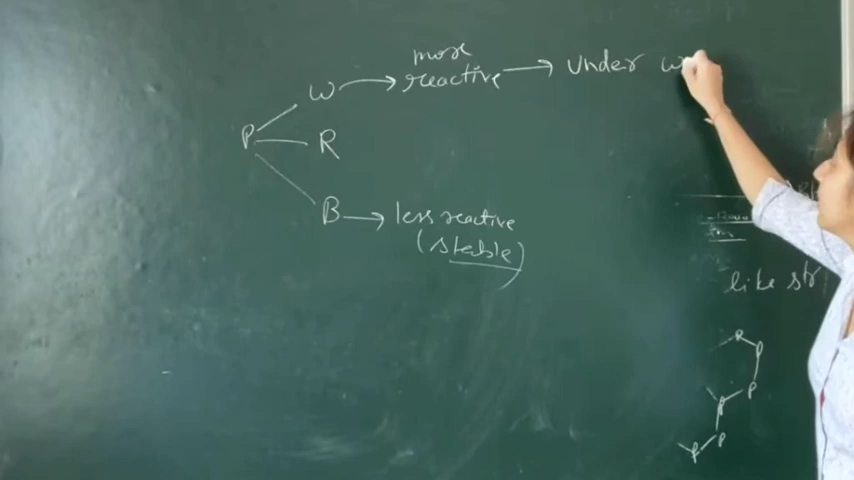 more
W → reactive → Under w
P
R
B → less reactive
(stable)
like str
R
P
P
P
P
P